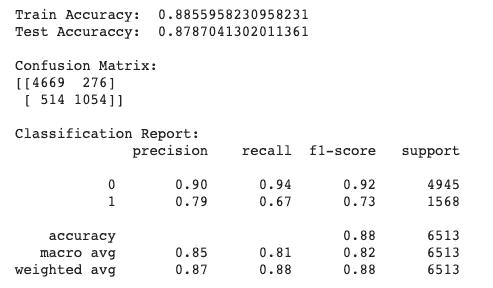 Train Accuracy:  0.8855958230958231
Test Accuraccy:  0.8787041302011361
Confusion Matrix:
[[4669  276]
 [ 514 1054]]
Classification Report:
              precision    recall  f1-score   support
           0       0.90      0.94      0.92      4945
           1       0.79      0.67      0.73      1568
    accuracy                           0.88      6513
   macro avg       0.85      0.81      0.82      6513
weighted avg       0.87      0.88      0.88      6513